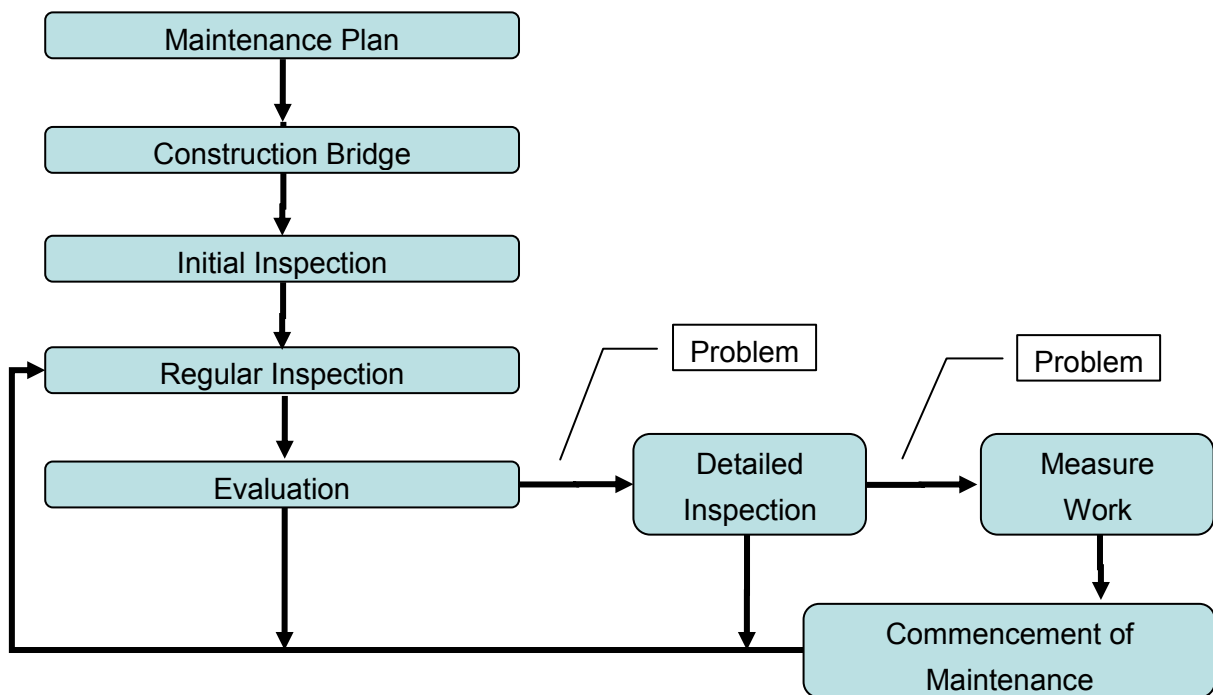 Maintenance Plan
Construction Bridge
Initial Inspection
Regular Inspection
Problem
Problem
Evaluation
Detailed
Inspection
Measure
Work
Commencement of
Maintenance